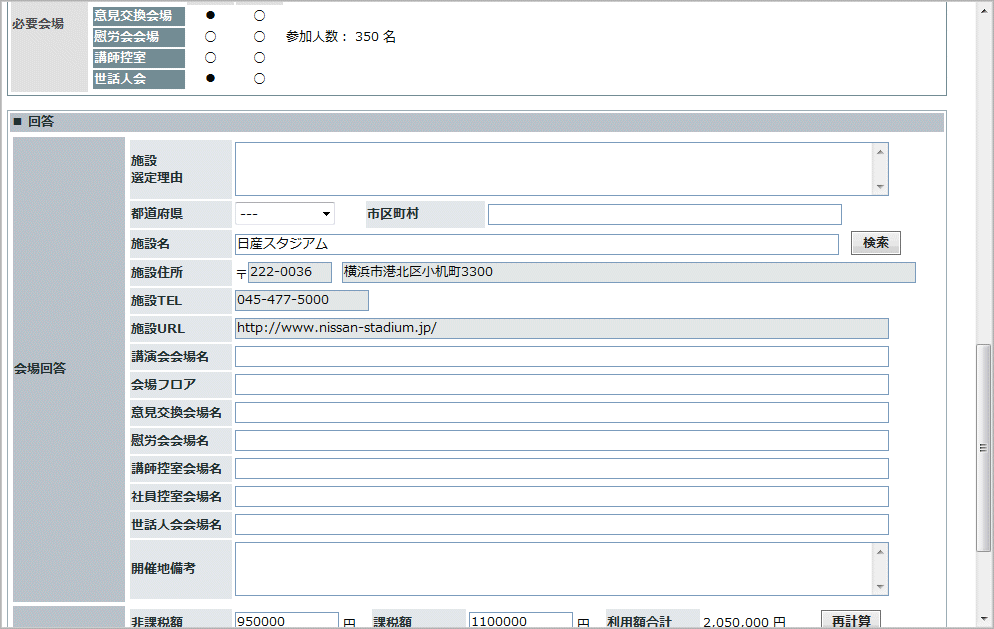 必要会場
意見交換会場 ● ○
慰労会会場 ○ ○ 参加人数： 350 名
講師控室 ○ ○
世話人会 ● ○
■ 回答
会場回答
施設
選定理由
都道府県 --- 市区町村
施設名 日産スタジアム 検索
施設住所 〒 222-0036 横浜市港北区小机町3300
施設TEL 045-477-5000
施設URL http://www.nissan-stadium.jp/
講演会会場名
会場フロア
意見交換会場名
慰労会会場名
講師控室会場名
社員控室会場名
世話人会会場名
開催地備考
非課税額 950000 円 課税額 1100000 円 利用額合計 2,050,000 円 再計算